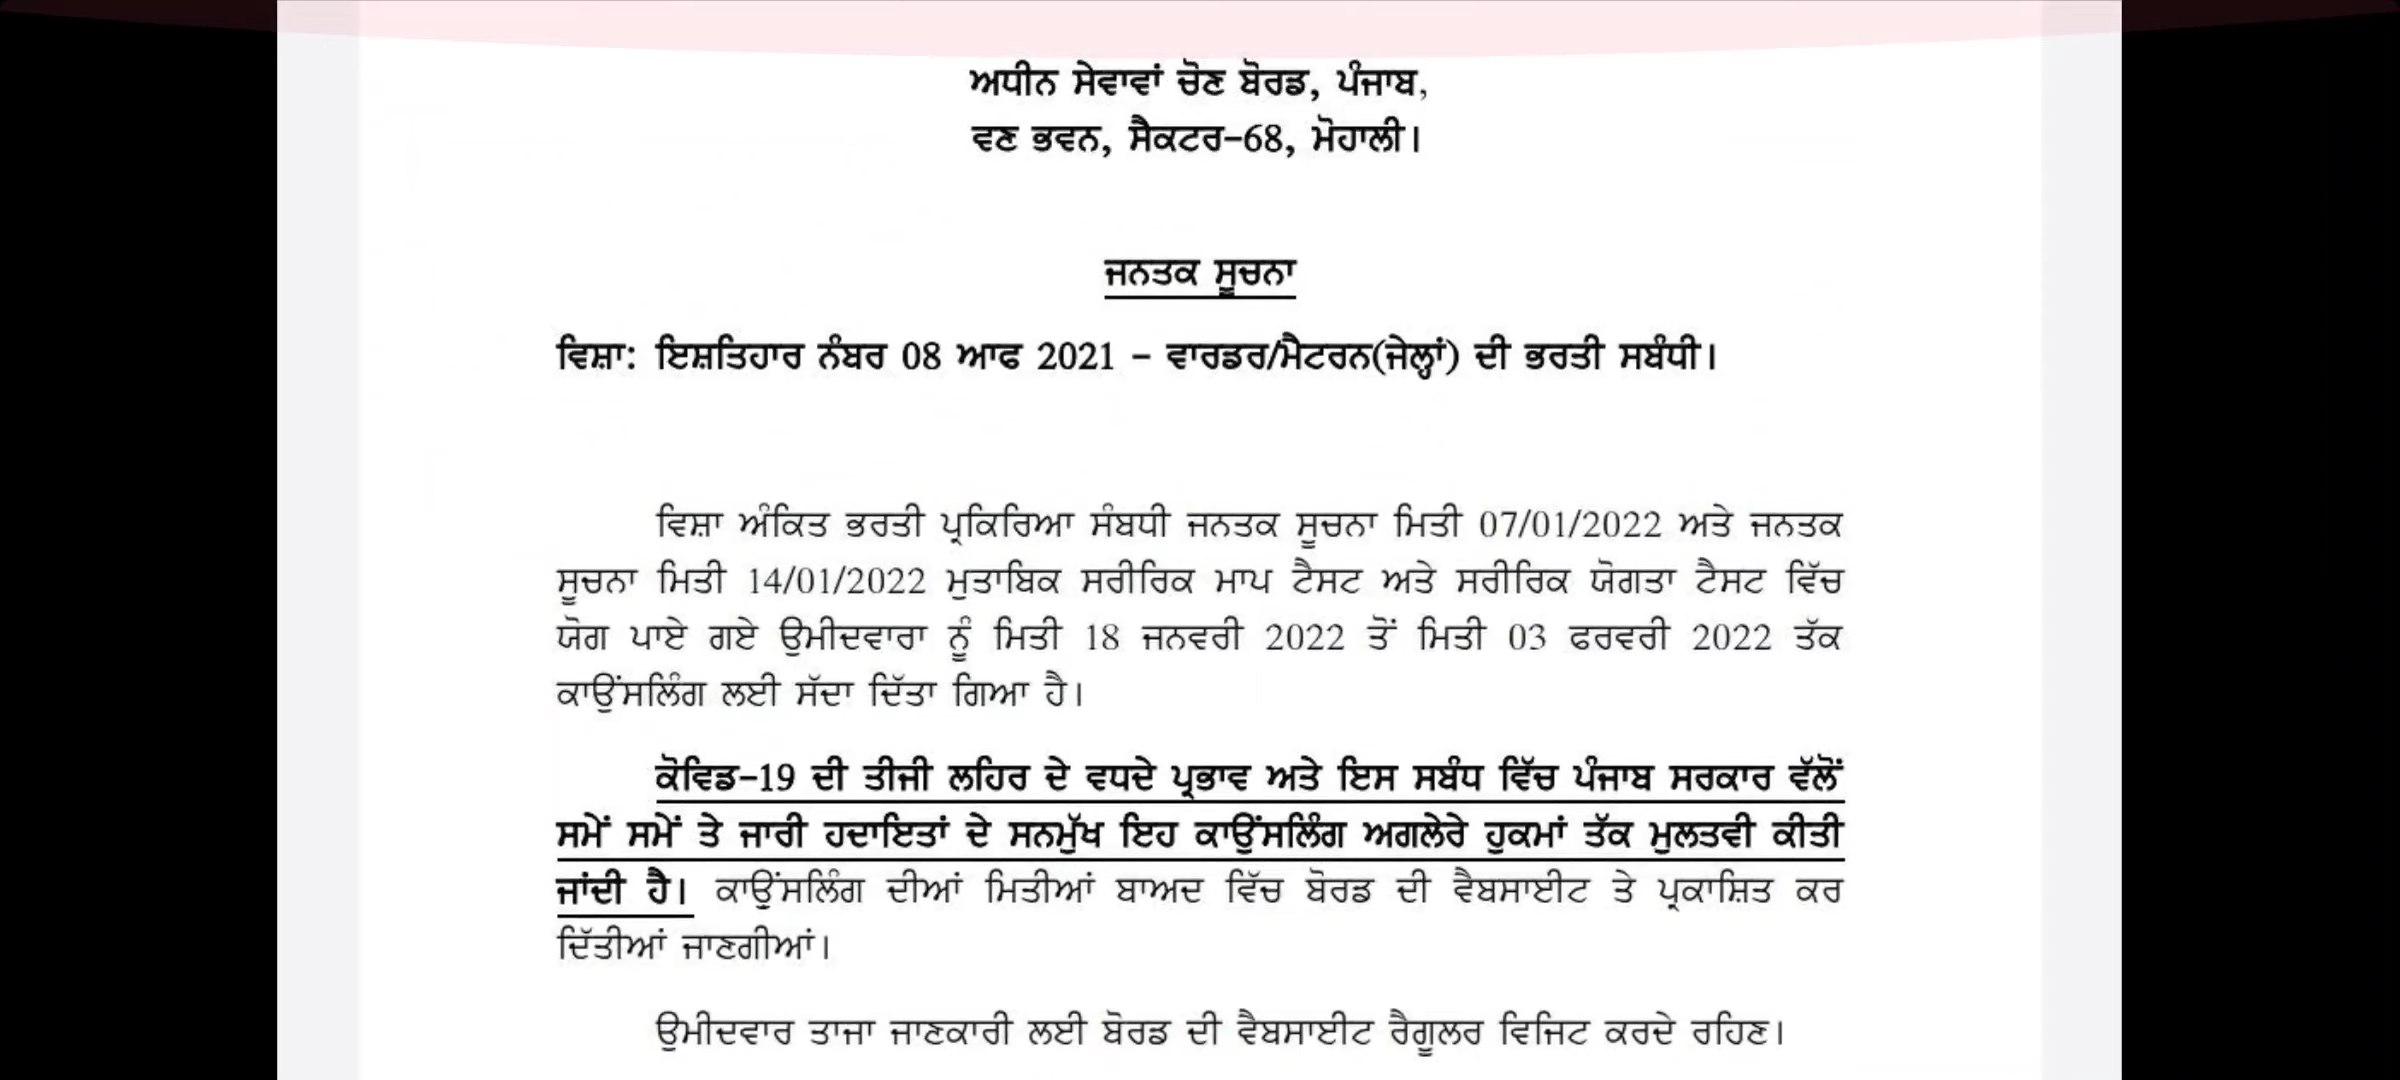 ਅਧੀਨ ਸੇਵਾਵਾਂ ਚੋਣ ਬੋਰਡ, ਪੰਜਾਬ,
ਵਣ ਭਵਨ, ਸੈਕਟਰ-68, ਮੋਹਾਲੀ।
ਜਨਤਕ ਸੂਚਨਾ
ਵਿਸ਼ਾ: ਇਸ਼ਤਿਹਾਰ ਨੰਬਰ 08 ਆਫ 2021 - ਵਾਰਡਰ/ਮੈਟਰਨ(ਜੇਲ੍ਹਾਂ) ਦੀ ਭਰਤੀ ਸਬੰਧੀ।
ਵਿਸ਼ਾ ਅੰਕਿਤ ਭਰਤੀ ਪ੍ਰਕਿਰਿਆ ਸੰਬਧੀ ਜਨਤਕ ਸੂਚਨਾ ਮਿਤੀ 07/01/2022 ਅਤੇ ਜਨਤਕ
ਸੂਚਨਾ ਮਿਤੀ 14/01/2022 ਮੁਤਾਬਿਕ ਸਰੀਰਿਕ ਮਾਪ ਟੈਸਟ ਅਤੇ ਸਰੀਰਿਕ ਯੋਗਤਾ ਟੈਸਟ ਵਿੱਚ
ਯੋਗ ਪਾਏ ਗਏ ਉਮੀਦਵਾਰਾ ਨੂੰ ਮਿਤੀ 18 ਜਨਵਰੀ 2022 ਤੋਂ ਮਿਤੀ 03 ਫਰਵਰੀ 2022 ਤੱਕ
ਕਾਉਂਸਲਿੰਗ ਲਈ ਸੱਦਾ ਦਿੱਤਾ ਗਿਆ ਹੈ।
ਕੋਵਿਡ-19 ਦੀ ਤੀਜੀ ਲਹਿਰ ਦੇ ਵਧਦੇ ਪ੍ਰਭਾਵ ਅਤੇ ਇਸ ਸਬੰਧ ਵਿੱਚ ਪੰਜਾਬ ਸਰਕਾਰ ਵੱਲੋਂ
ਸਮੇਂ ਸਮੇਂ ਤੇ ਜਾਰੀ ਹਦਾਇਤਾਂ ਦੇ ਸਨਮੁੱਖ ਇਹ ਕਾਉਂਸਲਿੰਗ ਅਗਲੇਰੇ ਹੁਕਮਾਂ ਤੱਕ ਮੁਲਤਵੀ ਕੀਤੀ
ਜਾਂਦੀ ਹੈ। ਕਾਉਂਸਲਿੰਗ ਦੀਆਂ ਮਿਤੀਆਂ ਬਾਅਦ ਵਿੱਚ ਬੋਰਡ ਦੀ ਵੈਬਸਾਈਟ ਤੇ ਪ੍ਰਕਾਸ਼ਿਤ ਕਰ
ਦਿੱਤੀਆਂ ਜਾਣਗੀਆਂ।
ਉਮੀਦਵਾਰ ਤਾਜਾ ਜਾਣਕਾਰੀ ਲਈ ਬੋਰਡ ਦੀ ਵੈਬਸਾਈਟ ਰੈਗੂਲਰ ਵਿਜਿਟ ਕਰਦੇ ਰਹਿਣ।